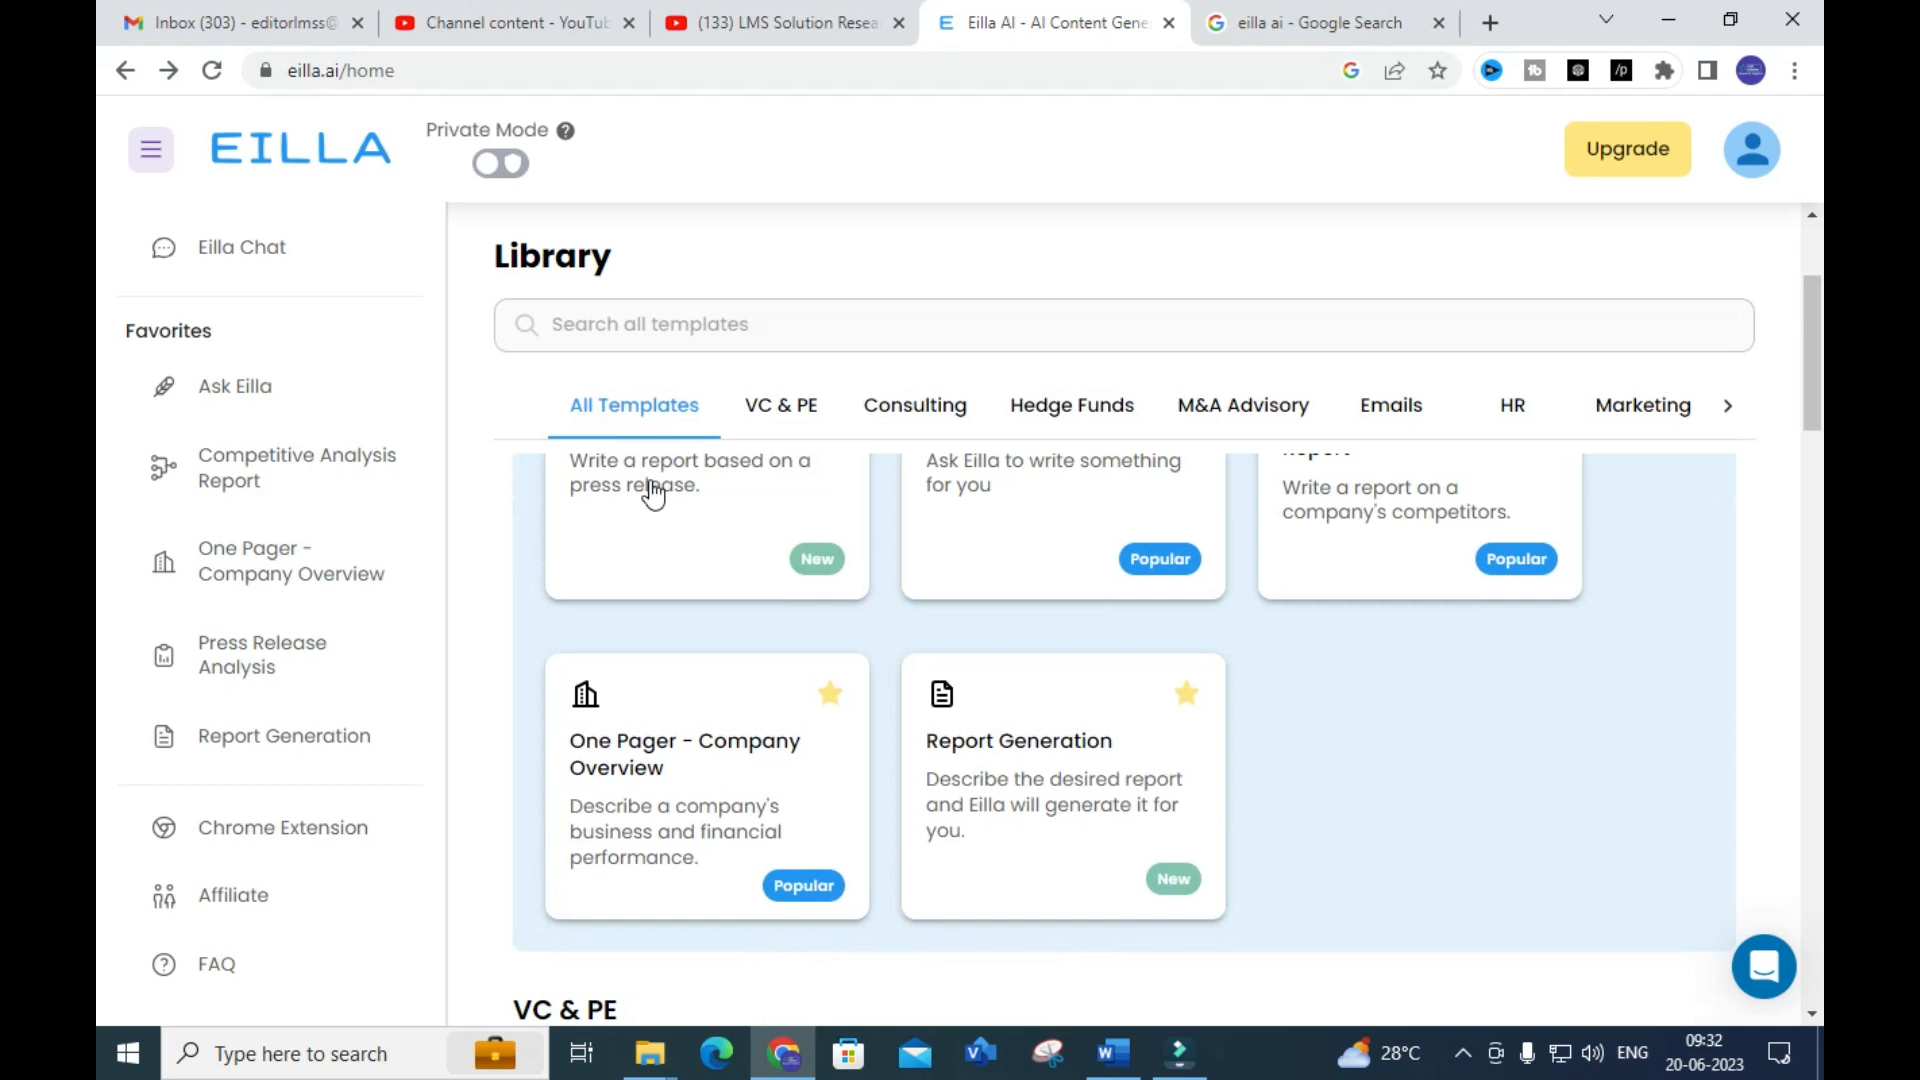 Inbox (303) - editorlmss@
Channel content - YouTub
(133) LMS Solution Resea
Eilla AI - AI Content Gene
eilla ai - Google Search
eilla.ai/home
EILLA
Private Mode
Upgrade
Eilla Chat
Favorites
Ask Eilla
Competitive Analysis
Report
One Pager -
Company Overview
Press Release
Analysis
Report Generation
Chrome Extension
Affiliate
FAQ
Library
Search all templates
All Templates
VC & PE
Consulting
Hedge Funds
M&A Advisory
Emails
HR
Marketing
Write a report based on a
press release.
New
Ask Eilla to write something
for you
Popular
Report
Write a report on a
company's competitors.
Popular
One Pager - Company
Overview
Describe a company's
business and financial
performance.
Popular
Report Generation
Describe the desired report
and Eilla will generate it for
you.
New
VC & PE
Type here to search
28°C
ENG
09:32
20-06-2023